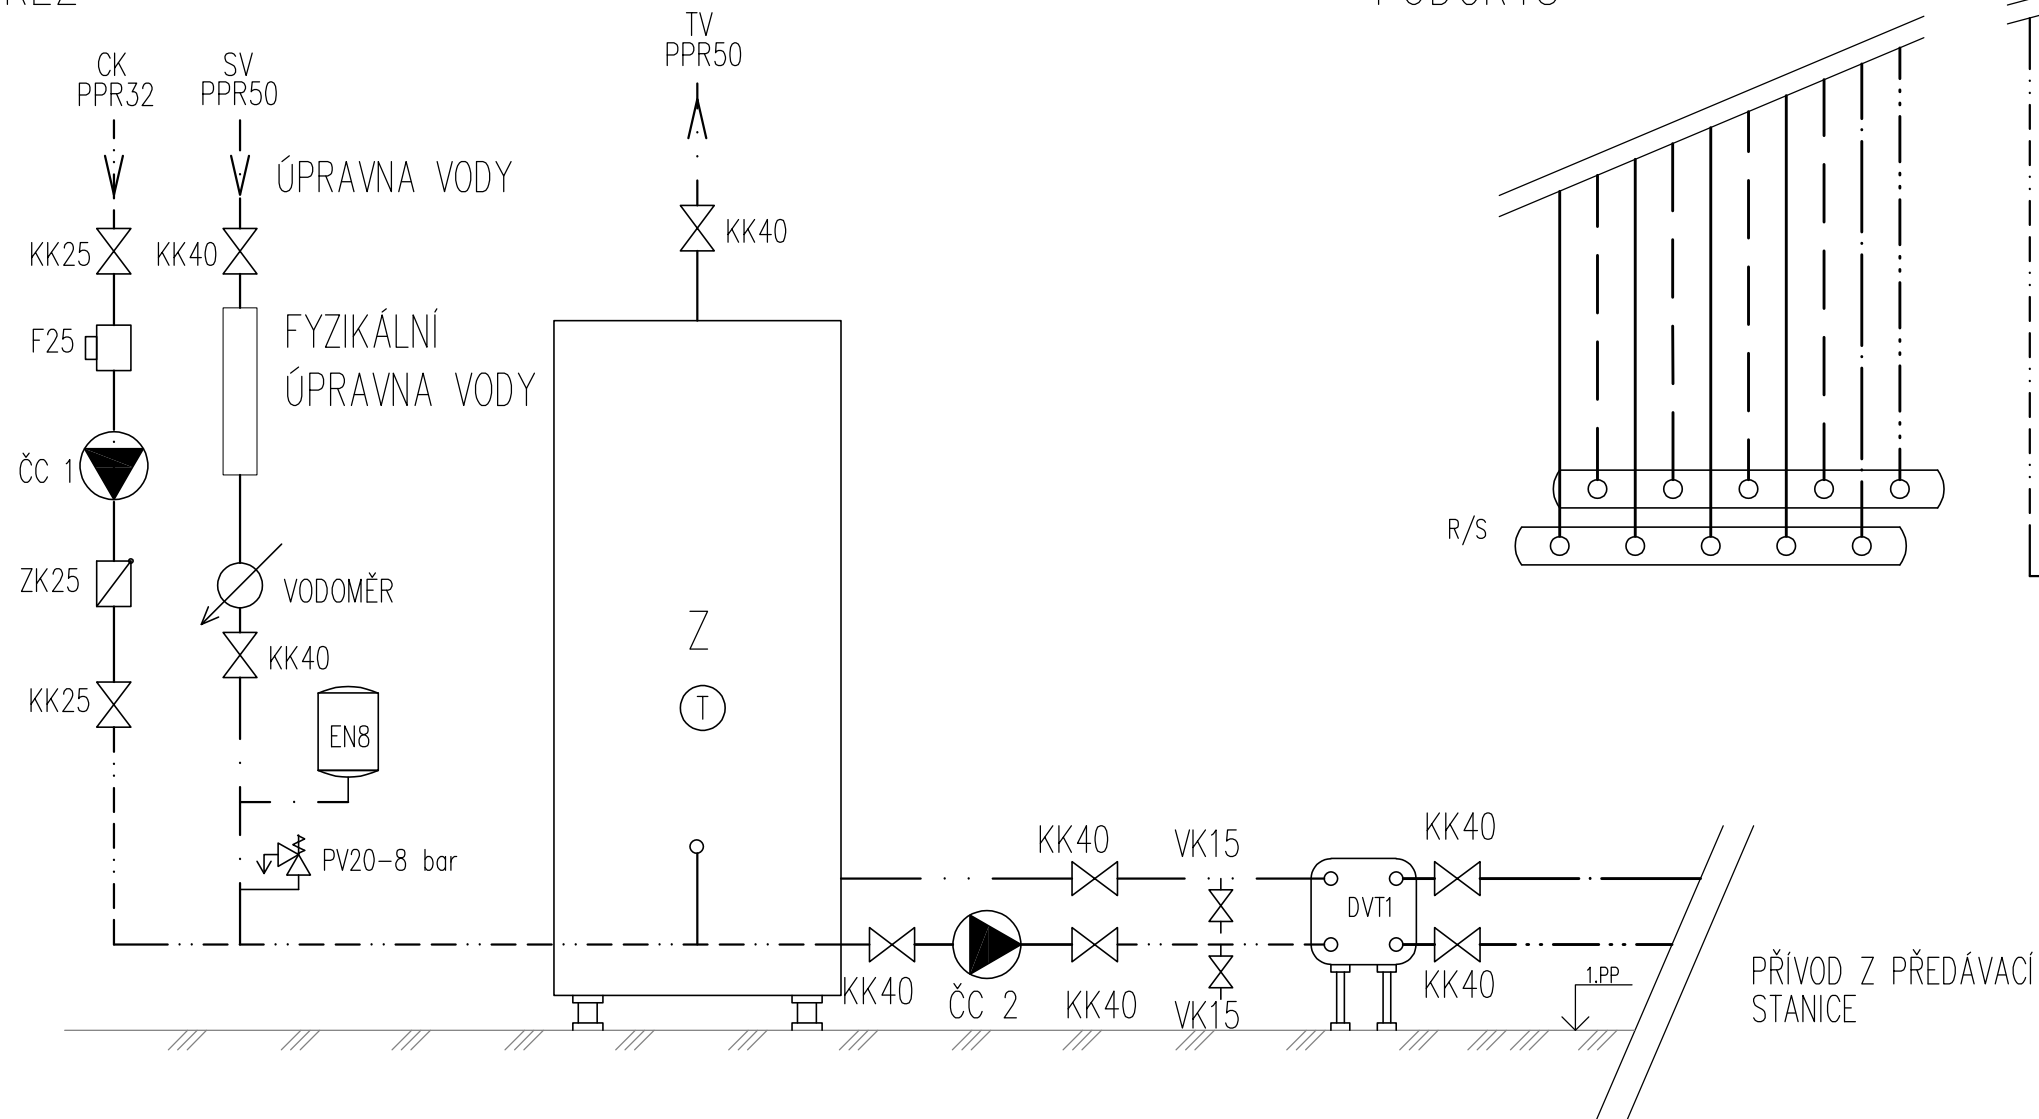 TV
PPR50
CK
PPR32
SV
PPR50
ÚPRAVNA VODY
KK25
KK40
KK40
F25
FYZIKÁLNÍ
ÚPRAVNA VODY
ČC 1
ZK25
VODOMĚR
KK40
KK25
EN8
PV20-8 bar
Z
T
KK40
VK15
KK40
DVT1
KK40
ČC 2
KK40
VK15
KK40
1.PP
R/S
PŘÍVOD Z PŘEDÁVACÍ
STANICE